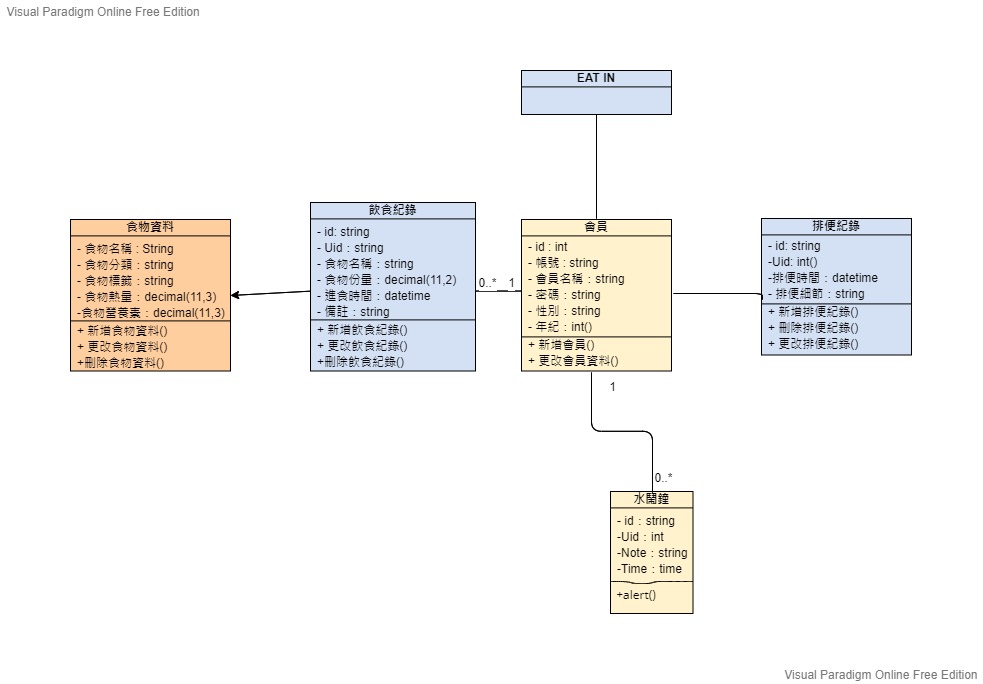 Visual Paradigm Online Free Edition
EAT IN
食物資料
- 食物名稱 : String
- 食物分類：string
- 食物標籤：string
- 食物熱量：decimal(11,3)
-食物營養素：decimal(11,3)
+ 新增食物資料()
+ 更改食物資料()
+刪除食物資料()
飲食紀錄
- id: string
- Uid：string
- 食物名稱：string
- 食物份量：decimal(11,2)
- 進食時間：datetime
- 備註：string
+ 新增飲食紀錄()
+ 更改飲食紀錄()
+刪除飲食紀錄()
0..*
1
會員
- id : int
- 帳號 : string
- 會員名稱：string
- 密碼：string
- 性別：string
- 年紀：int()
+ 新增會員()
+ 更改會員資料()
排便紀錄
- id: string
-Uid: int()
-排便時間：datetime
- 排便細節：string
+ 新增排便紀錄()
+ 刪除排便紀錄()
+ 更改排便紀錄()
1
0..*
水鬧鐘
- id：string
-Uid：int
-Note：string
-Time：time
+alert()
Visual Paradigm Online Free Edition